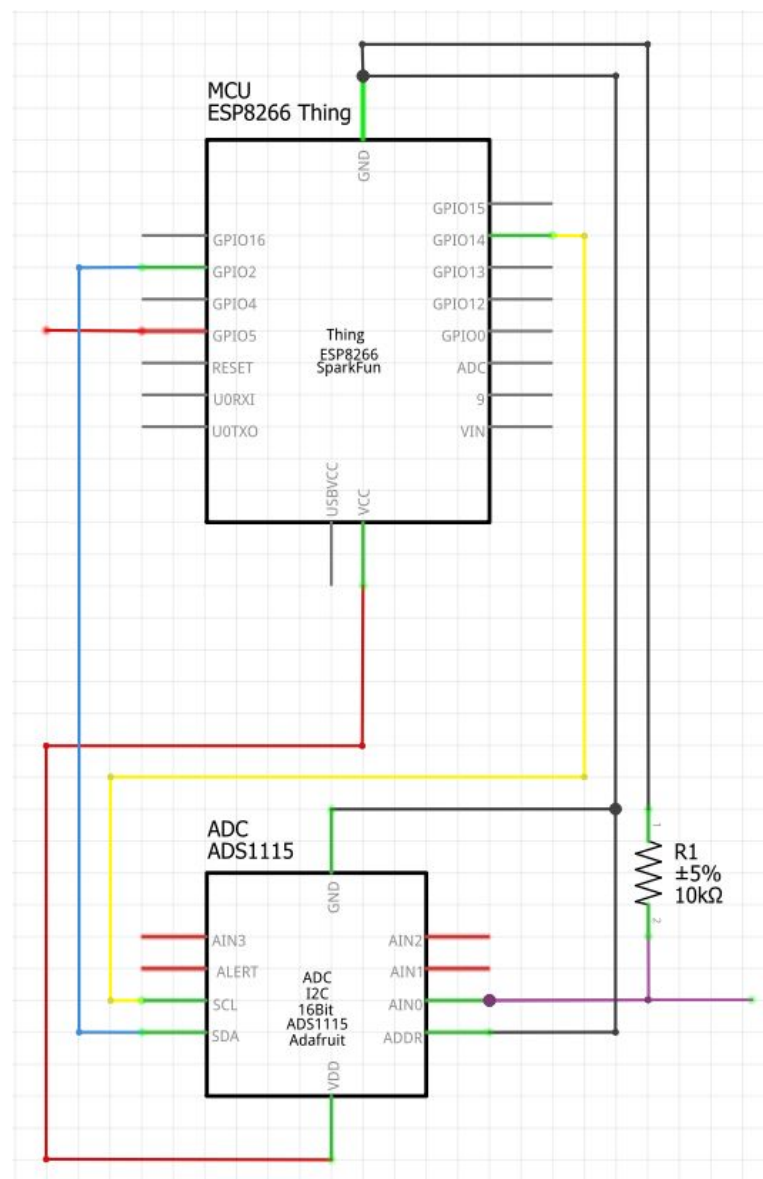 MCU
ESP8266 Thing
GND
GPIO15
GPIO16
GPIO14
GPIO2
GPIO13
GPIO4
GPIO12
GPIO5
GPIO0
Thing
ESP8266
SparkFun
RESET
ADC
U0RXI
9
U0TXO
VIN
USBVCC
VCC
ADC
ADS1115
GND
1
R1
±5%
10kΩ
2
AIN3
AIN2
ALERT
AIN1
ADC
I2C
16Bit
ADS1115
Adafruit
SCL
AIN0
SDA
ADDR
VDD